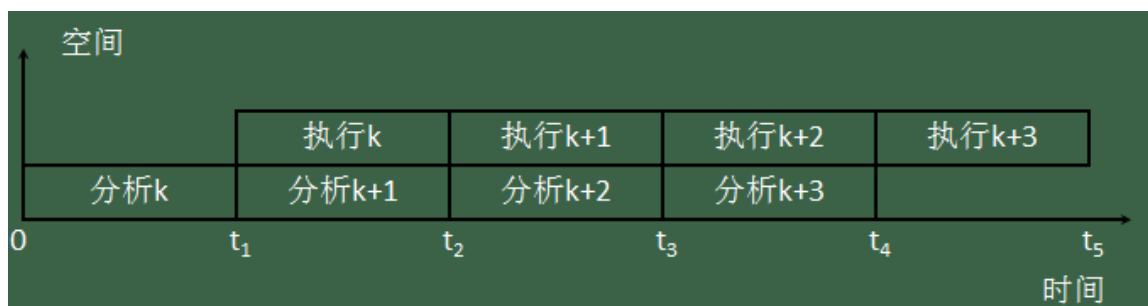 空间
执行k 执行k+1 执行k+2 执行k+3
分析k 分析k+1 分析k+2 分析k+3
0 t₁ t₂ t₃ t₄ t₅
时间